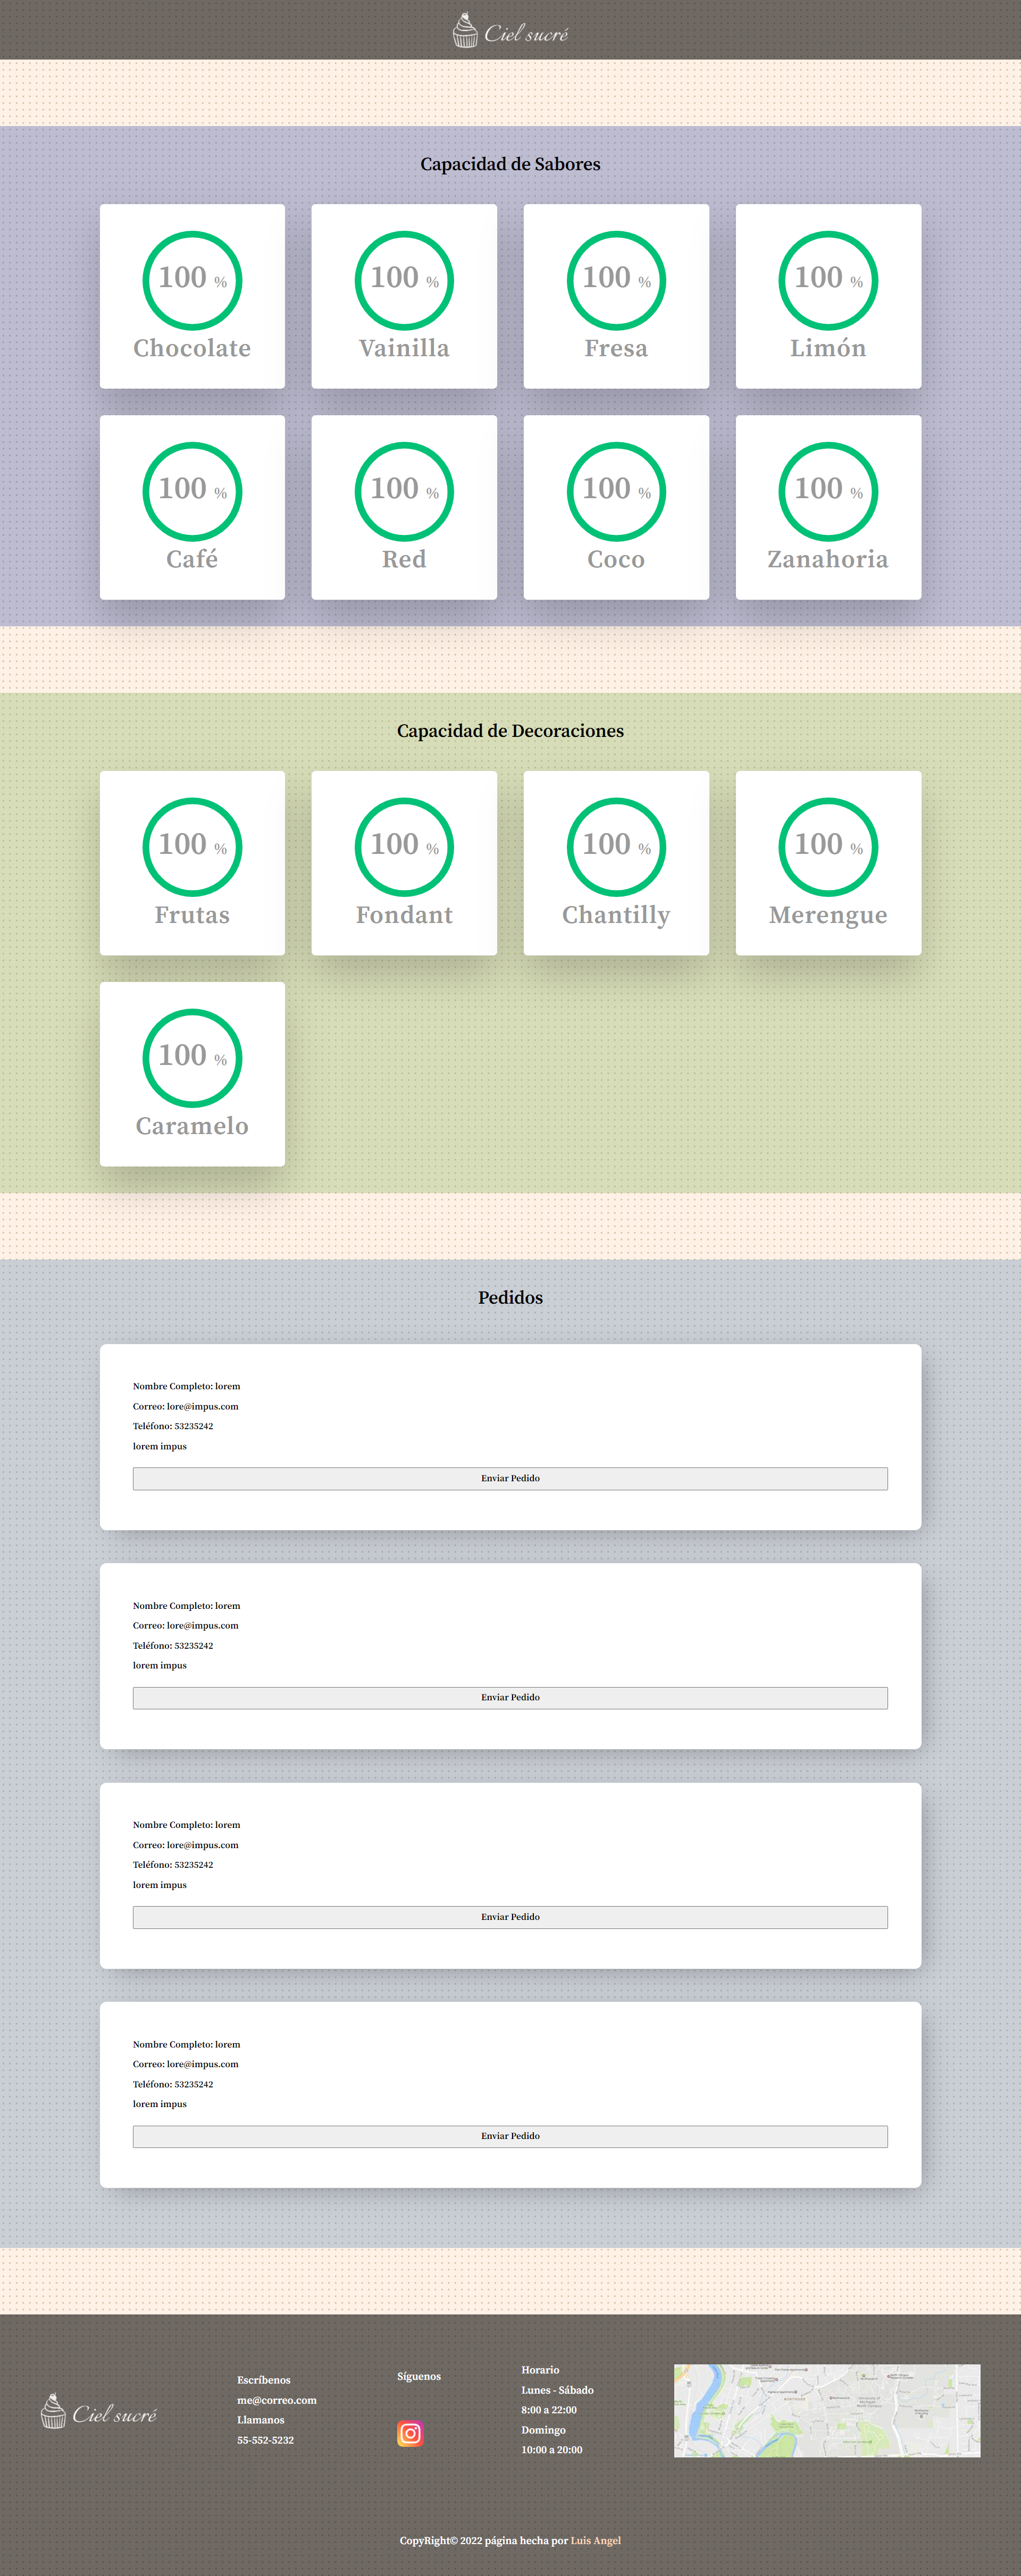 Ciel sucré
Capacidad de Sabores
100 %
Chocolate
100 %
Vainilla
100 %
Fresa
100 %
Limón
100 %
Café
100 %
Red
100 %
Coco
100 %
Zanahoria
Capacidad de Decoraciones
100 %
Frutas
100 %
Fondant
100 %
Chantilly
100 %
Merengue
100 %
Caramelo
Pedidos
Nombre Completo: lorem
Correo: lore@impus.com
Teléfono: 53235242
lorem impus
Enviar Pedido
Nombre Completo: lorem
Correo: lore@impus.com
Teléfono: 53235242
lorem impus
Enviar Pedido
Nombre Completo: lorem
Correo: lore@impus.com
Teléfono: 53235242
lorem impus
Enviar Pedido
Nombre Completo: lorem
Correo: lore@impus.com
Teléfono: 53235242
lorem impus
Enviar Pedido
Ciel sucré
Escríbenos
me@correo.com
Llamanos
55-552-5232
Síguenos
Horario
Lunes - Sábado
8:00 a 22:00
Domingo
10:00 a 20:00
CopyRight© 2022 página hecha por Luis Angel